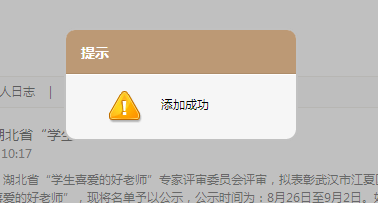 提示
添加成功
人日志 |
湖北省“学生
10:17
湖北省“学生喜爱的好老师”专家评审委员会评审，拟表彰武汉市江夏区
喜爱的好老师”，现将名单予以公示，公示时间为：8月26日至9月2日。